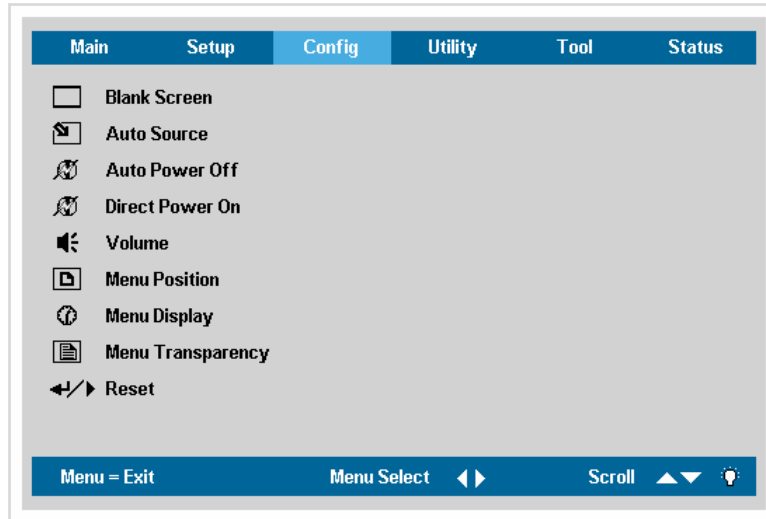 Main Setup Config Utility Tool Status
Blank Screen
Auto Source
Auto Power Off
Direct Power On
Volume
Menu Position
Menu Display
Menu Transparency
Reset
Menu = Exit Menu Select Scroll